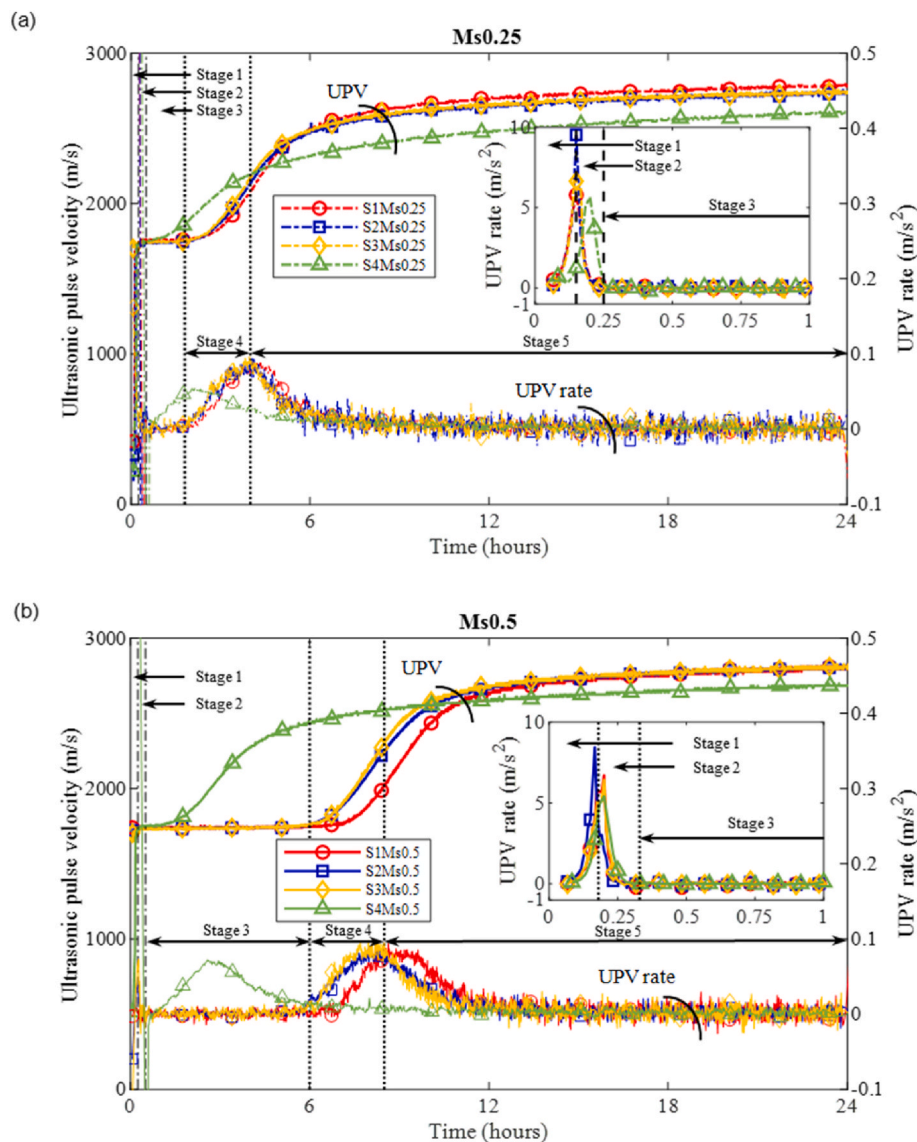 (a)
Ms0.25
3000
2000
1000
0
Ultrasonic pulse velocity (m/s)
0.5
0.4
0.3
0.2
0.1
0
-0.1
UPV rate (m/s²)
Stage 1
Stage 2
Stage 3
UPV
S1Ms0.25
S2Ms0.25
S3Ms0.25
S4Ms0.25
10
5
0
-1
UPV rate (m/s²)
Stage 1
Stage 2
Stage 3
0 0.25 0.5 0.75 1
Stage 4
Stage 5
UPV rate
0 6 12 18 24
Time (hours)
(b)
Ms0.5
3000
2000
1000
0
Ultrasonic pulse velocity (m/s)
0.5
0.4
0.3
0.2
0.1
0
-0.1
UPV rate (m/s²)
Stage 1
Stage 2
UPV
S1Ms0.5
S2Ms0.5
S3Ms0.5
S4Ms0.5
10
5
0
-1
UPV rate (m/s²)
Stage 1
Stage 2
Stage 3
0 0.25 0.5 0.75 1
Stage 3
Stage 4
Stage 5
UPV rate
0 6 12 18 24
Time (hours)